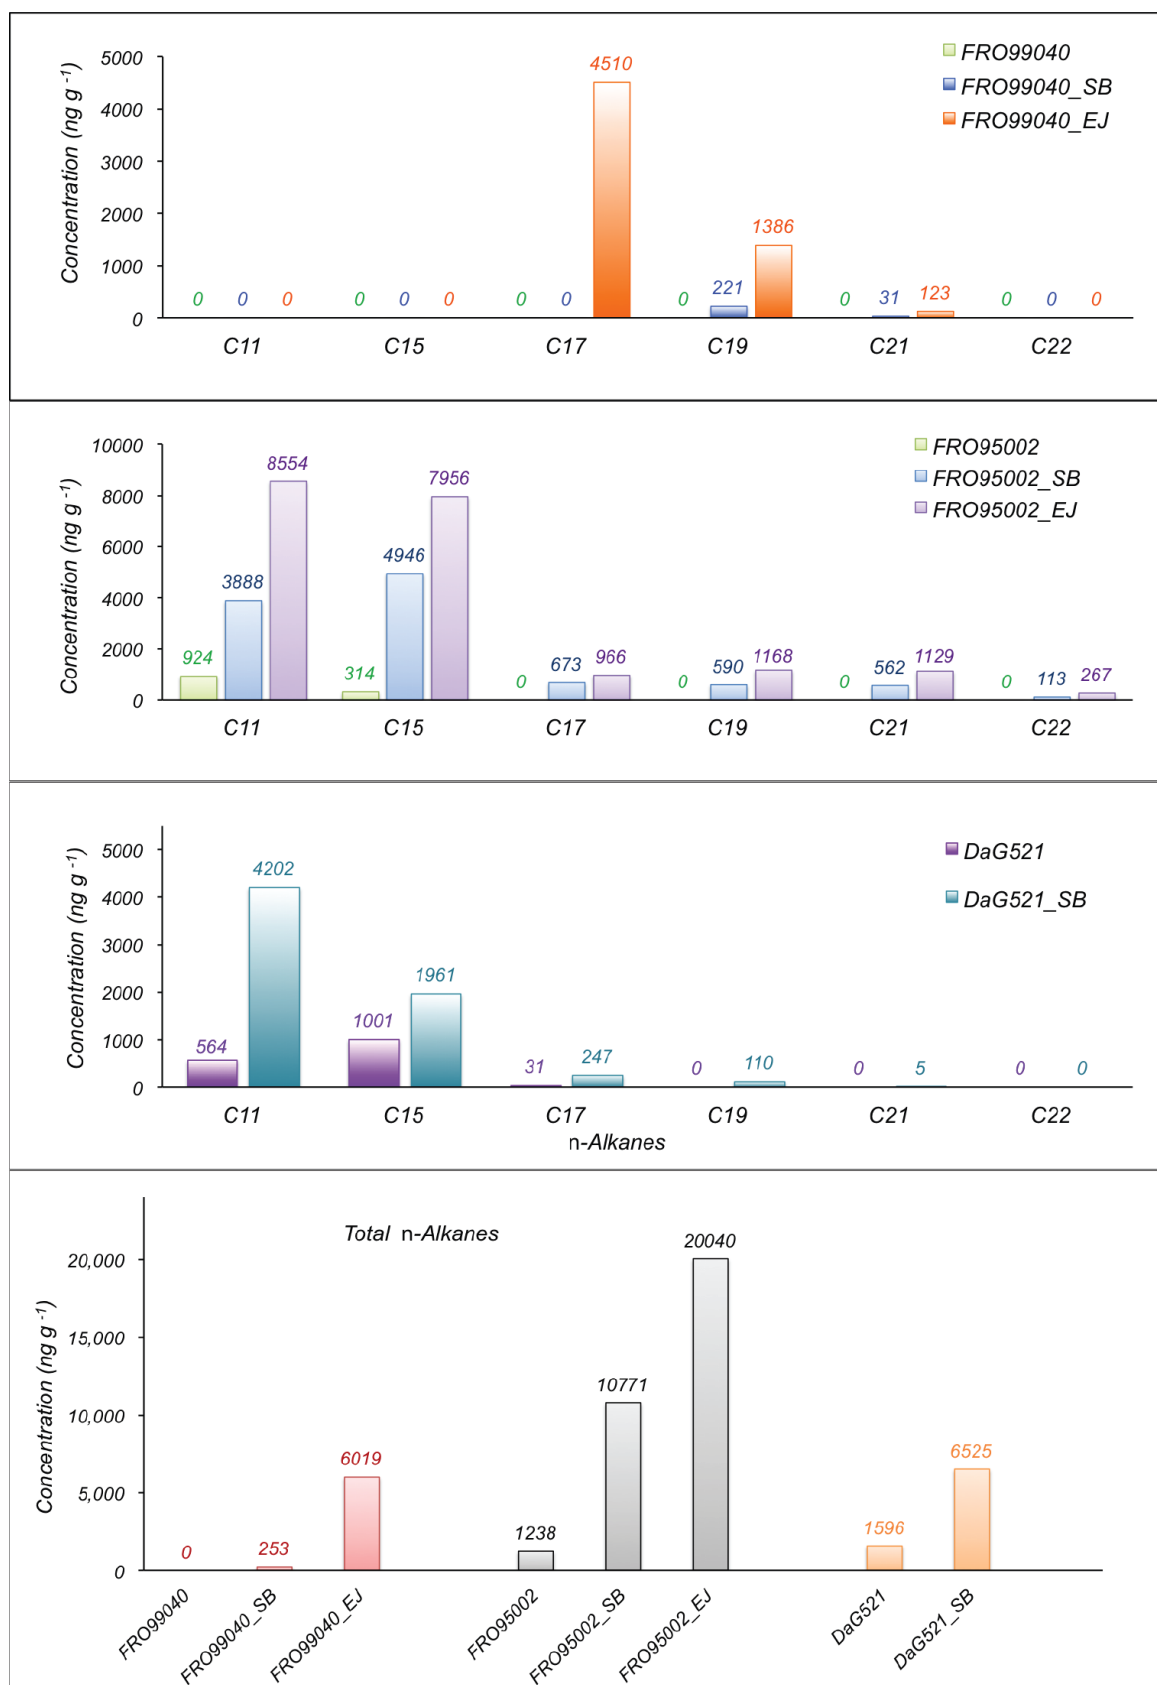 FRO99040
FRO99040_SB
FRO99040_EJ
Concentration (ng g -1)
5000
4000
3000
2000
1000
0
0 0 0 0 0 0 0 0 4510 0 221 1386 0 31 123 0 0 0
C11 C15 C17 C19 C21 C22
FRO95002
FRO95002_SB
FRO95002_EJ
Concentration (ng g -1)
10000
8000
6000
4000
2000
0
924 3888 8554 314 4946 7956 0 673 966 0 590 1168 0 562 1129 0 113 267
C11 C15 C17 C19 C21 C22
DaG521
DaG521_SB
Concentration (ng g -1)
5000
4000
3000
2000
1000
0
564 4202 1001 1961 31 247 0 110 0 5 0 0
C11 C15 C17 C19 C21 C22
n-Alkanes
Total n-Alkanes
Concentration (ng g -1)
20,000
15,000
10,000
5,000
0
0 253 6019 1238 10771 20040 1596 6525
FRO99040
FRO99040_SB
FRO99040_EJ
FRO95002
FRO95002_SB
FRO95002_EJ
DaG521
DaG521_SB